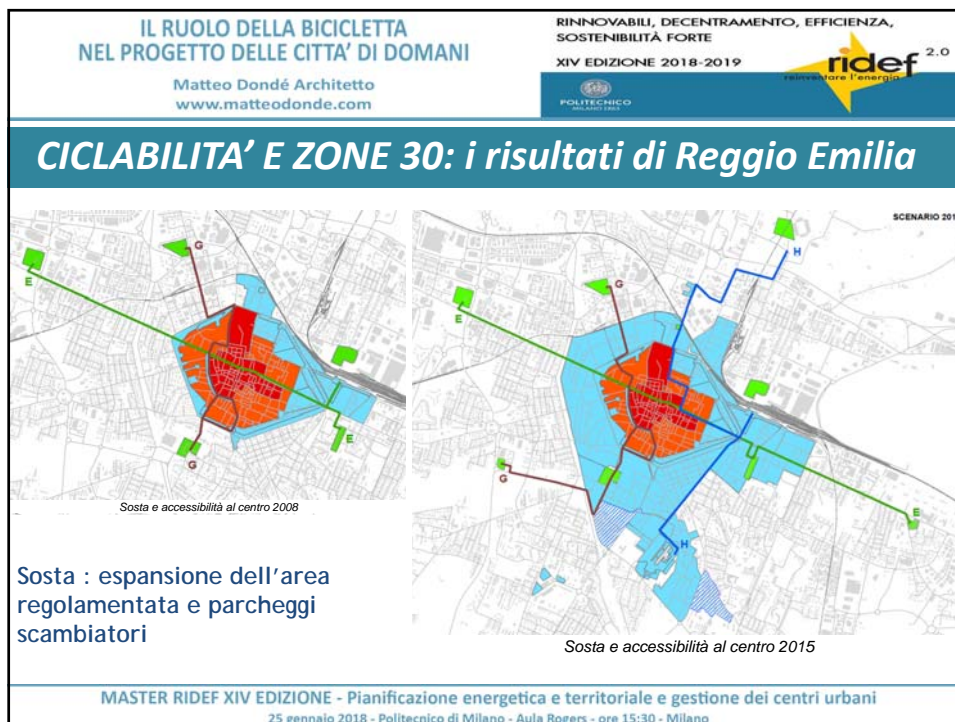 IL RUOLO DELLA BICICLETTA
NEL PROGETTO DELLE CITTA' DI DOMANI
Matteo Dondé Architetto
www.matteodonde.com
RINNOVABILI, DECENTRAMENTO, EFFICIENZA,
SOSTENIBILITÀ FORTE
XIV EDIZIONE 2018-2019
ridef 2.0
reinventare l'energia
POLITECNICO
MILANO 1863
CICLABILITA' E ZONE 30: i risultati di Reggio Emilia
G
E
E
G
Sosta e accessibilità al centro 2008
SCENARIO 201
H
G
E
G
E
H
Sosta e accessibilità al centro 2015
Sosta : espansione dell'area
regolamentata e parcheggi
scambiatori
MASTER RIDEF XIV EDIZIONE - Pianificazione energetica e territoriale e gestione dei centri urbani
25 gennaio 2018 - Politecnico di Milano - Aula Rogers - ore 15:30 - Milano